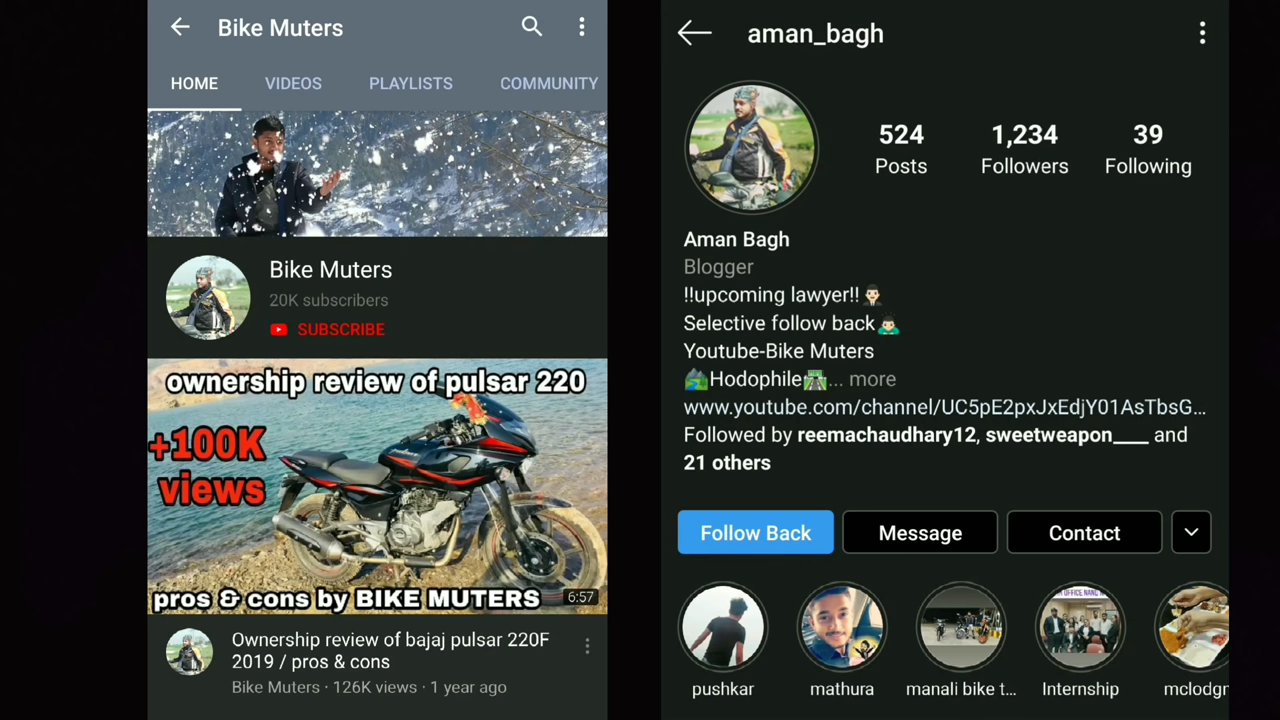 Bike Muters
HOME VIDEOS PLAYLISTS COMMUNITY
Bike Muters
20K subscribers
SUBSCRIBE
ownership review of pulsar 220
+100K
views
pros & cons by BIKE MUTERS
6:57
Ownership review of bajaj pulsar 220F
2019 / pros & cons
Bike Muters · 126K views · 1 year ago
aman_bagh
524 1,234 39
Posts Followers Following
Aman Bagh
Blogger
!!upcoming lawyer!!🤵🏻
Selective follow back🙇🏻‍♂️
Youtube-Bike Muters
🏞️Hodophile🛣️... more
www.youtube.com/channel/UC5pE2pxJxEdjY01AsTbsG...
Followed by reemachaudhary12, sweetweapon____ and
21 others
Follow Back Message Contact
pushkar mathura manali bike t... Internship mclodgr